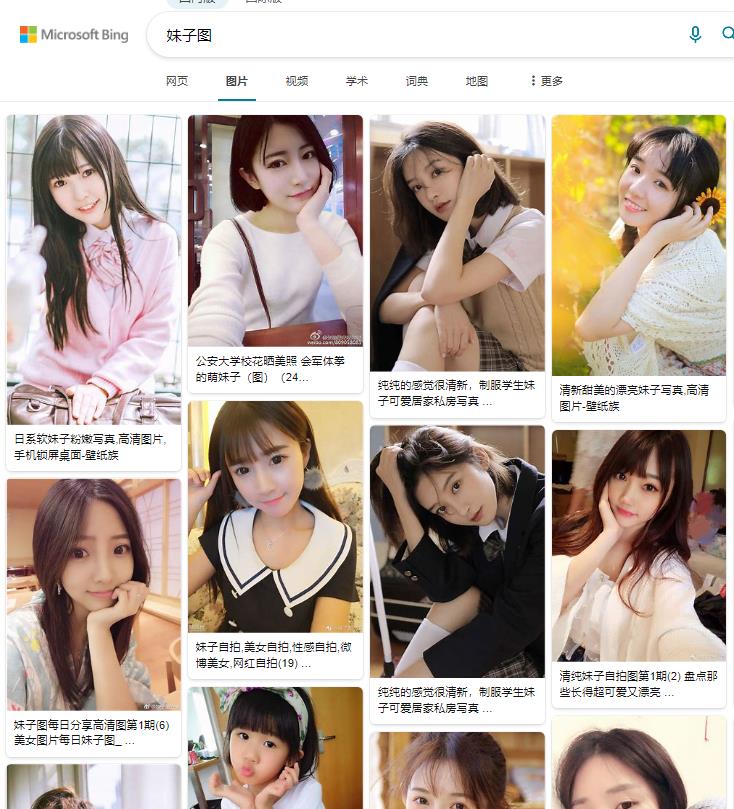 Microsoft Bing
妹子图
网页
图片
视频
学术
词典
地图
更多
日系软妹子粉嫩写真,高清图片,
手机锁屏桌面-壁纸族
公安大学校花晒美照 会军体拳
的萌妹子（图）（24...
纯纯的感觉很清新，制服学生妹
子可爱居家私房写真 ...
清新甜美的漂亮妹子写真,高清
图片-壁纸族
妹子图每日分享高清图第1期(6)
美女图片每日妹子图_ ...
妹子自拍,美女自拍,性感自拍,微
博美女,网红自拍(19) ...
纯纯的感觉很清新，制服学生妹
子可爱居家私房写真 ...
清纯妹子自拍图第1期(2) 盘点那
些长得超可爱又漂亮 ...